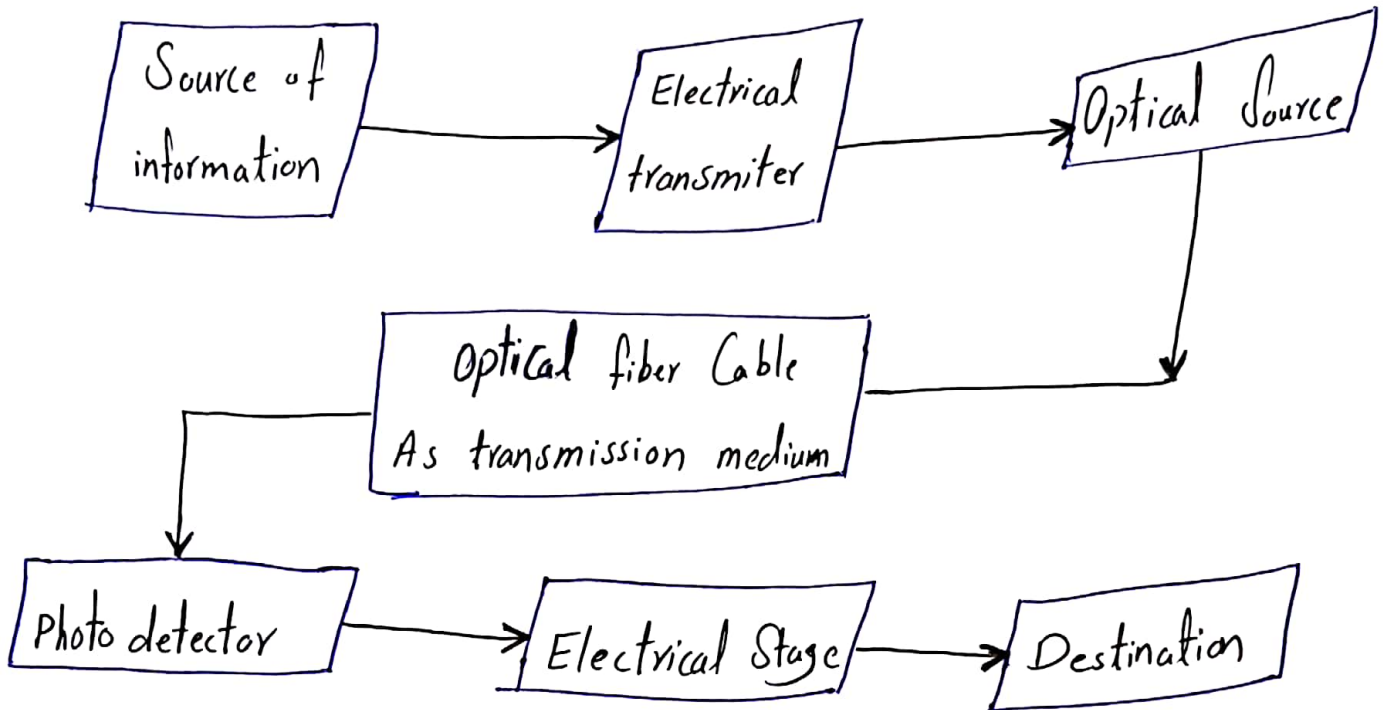 Source of
information
Electrical
transmiter
Optical Source
Optical fiber Cable
As transmission medium
Photo detector
Electrical Stage
Destination